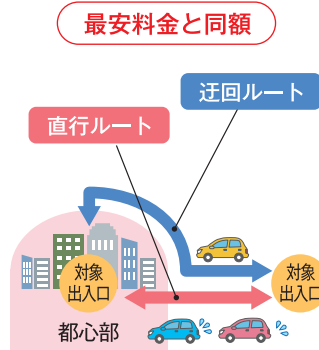 最安料金と同額
迂回ルート
直行ルート
対象
出入口
対象
出入口
都心部